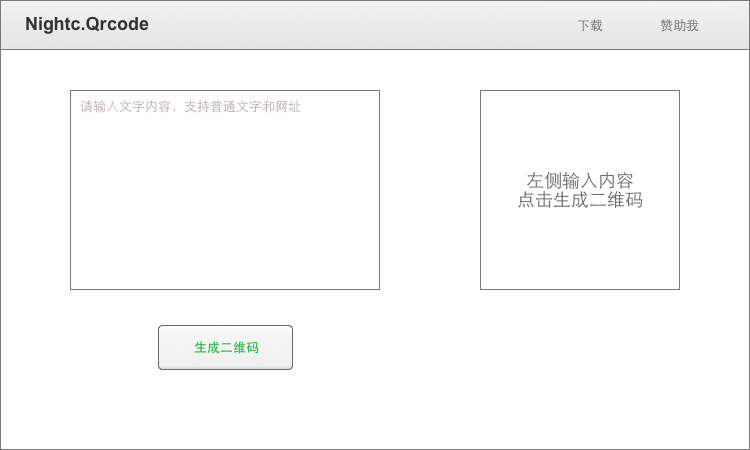 Nightc.Qrcode
下载
赞助我
请输入文字内容，支持普通文字和网址
左侧输入内容
点击生成二维码
生成二维码